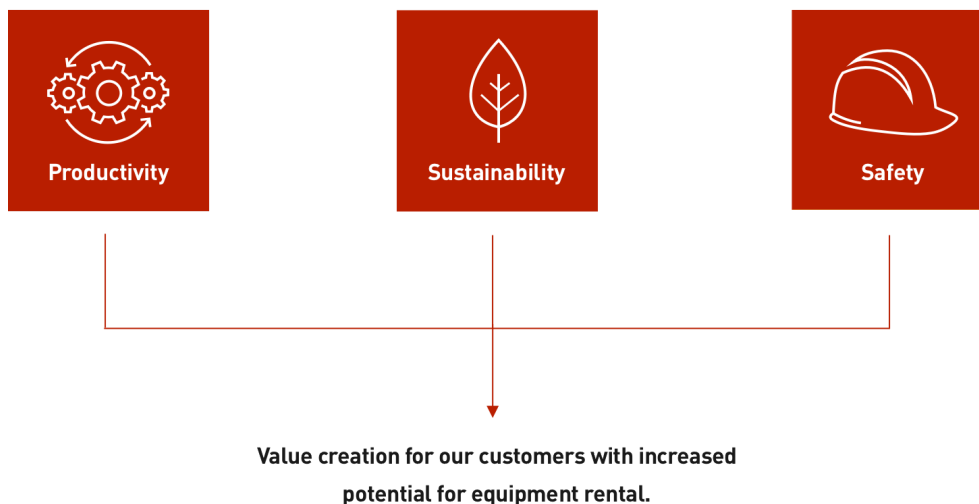 Productivity
Sustainability
Safety
Value creation for our customers with increased
potential for equipment rental.